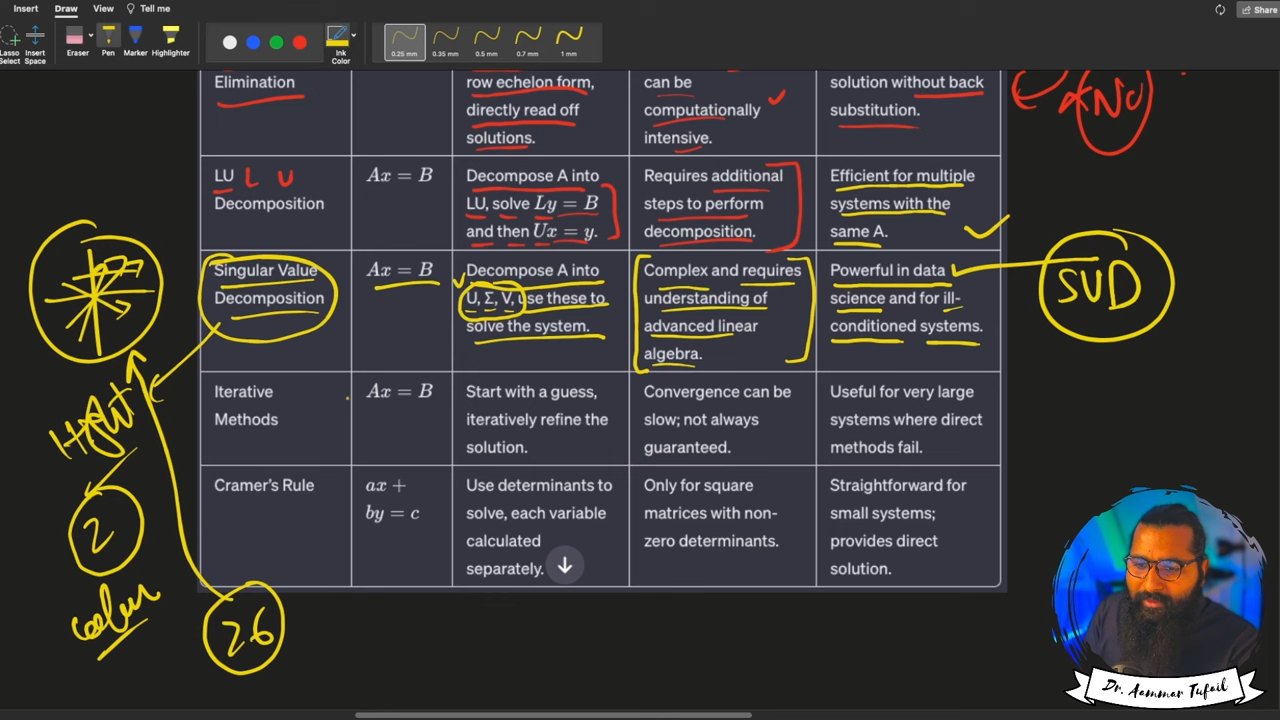 Insert Draw View Tell me
Share
Lasso Select
Insert Space
Eraser
Pen
Marker
Highlighter
Ink Color
0.25 mm
0.35 mm
0.5 mm
0.7 mm
1 mm
Elimination
row echelon form,
directly read off
solutions.
can be
computationally
intensive.
solution without back
substitution.
No
LU L U
Decomposition
Ax = B
Decompose A into
LU, solve Ly = B
and then Ux = y.
Requires additional
steps to perform
decomposition.
Efficient for multiple
systems with the
same A.
Singular Value
Decomposition
Ax = B
Decompose A into
U, Σ, V, use these to
solve the system.
Complex and requires
understanding of
advanced linear
algebra.
Powerful in data
science and for ill-
conditioned systems.
SVD
Iterative
Methods
Ax = B
Start with a guess,
iteratively refine the
solution.
Convergence can be
slow; not always
guaranteed.
Useful for very large
systems where direct
methods fail.
Cramer's Rule
ax +
by = c
Use determinants to
solve, each variable
calculated
separately.
Only for square
matrices with non-
zero determinants.
Straightforward for
small systems;
provides direct
solution.
2
26
Dr. Aammar Tufail